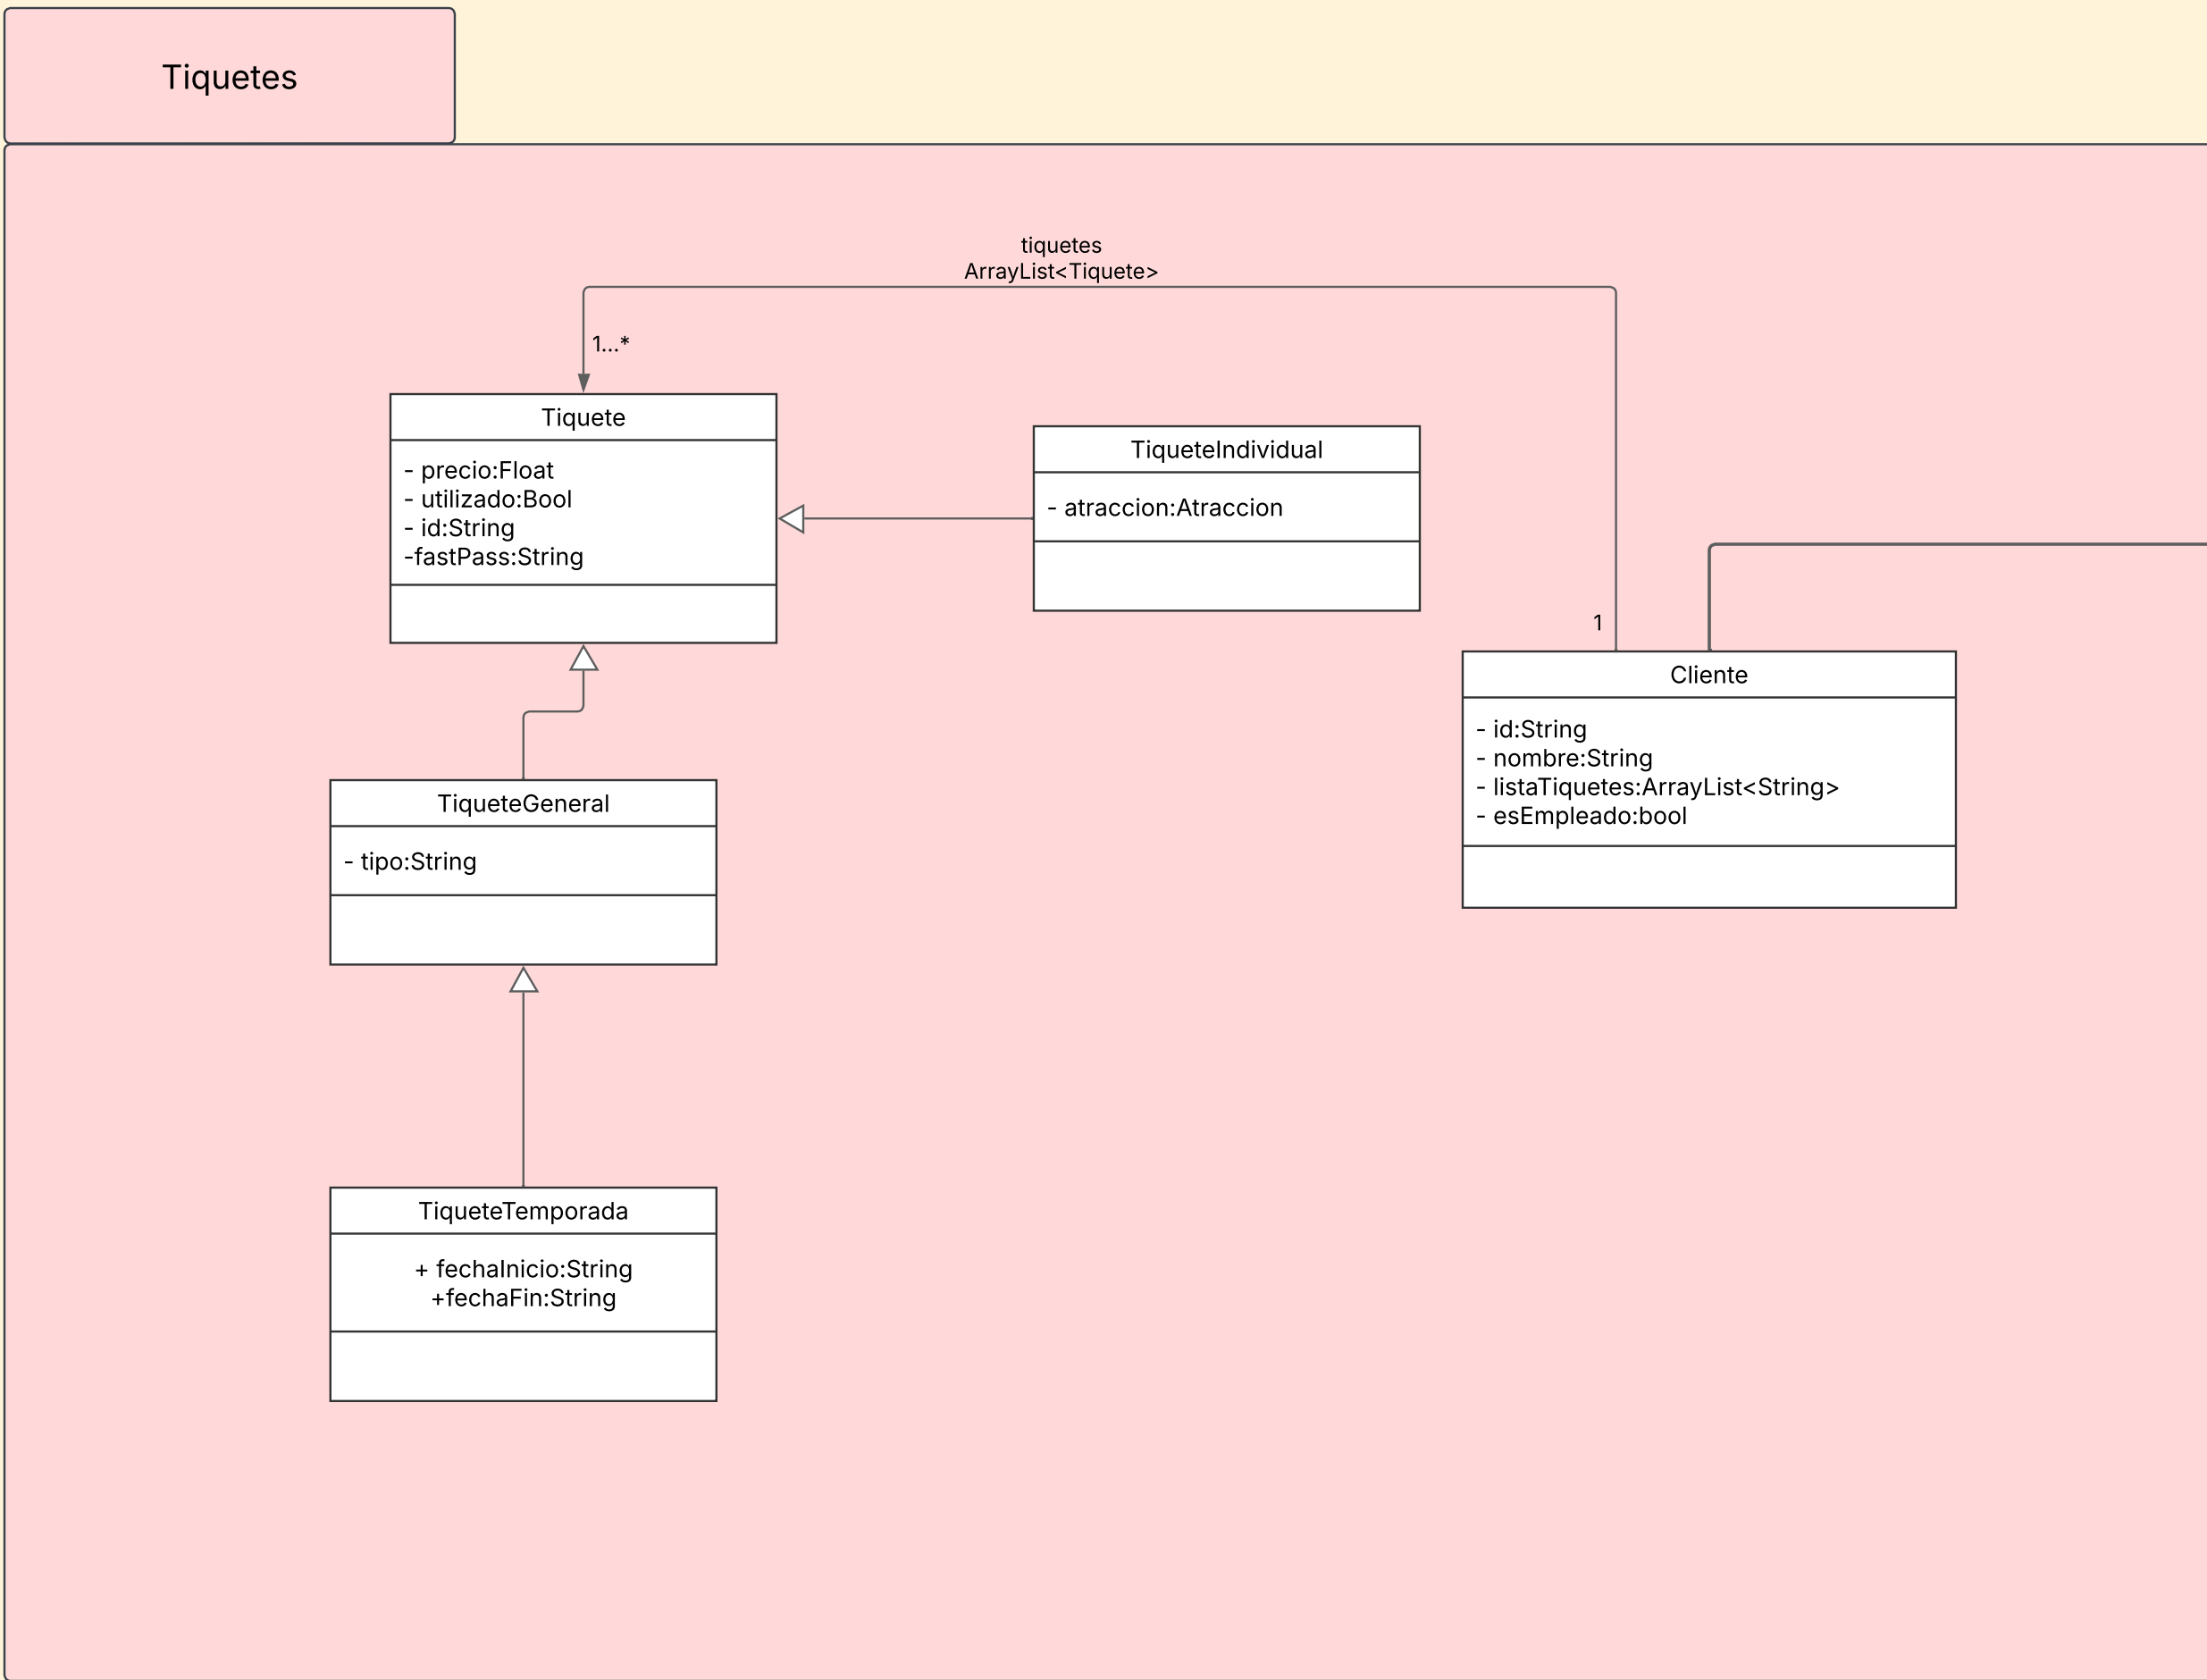 Tiquetes
tiquetes
ArrayList<Tiquete>
1...*
Tiquete
- precio:Float
- utilizado:Bool
- id:String
-fastPass:String
TiqueteIndividual
- atraccion:Atraccion
1
Cliente
- id:String
- nombre:String
- listaTiquetes:ArrayList<String>
- esEmpleado:bool
TiqueteGeneral
- tipo:String
TiqueteTemporada
+ fechaInicio:String
+fechaFin:String